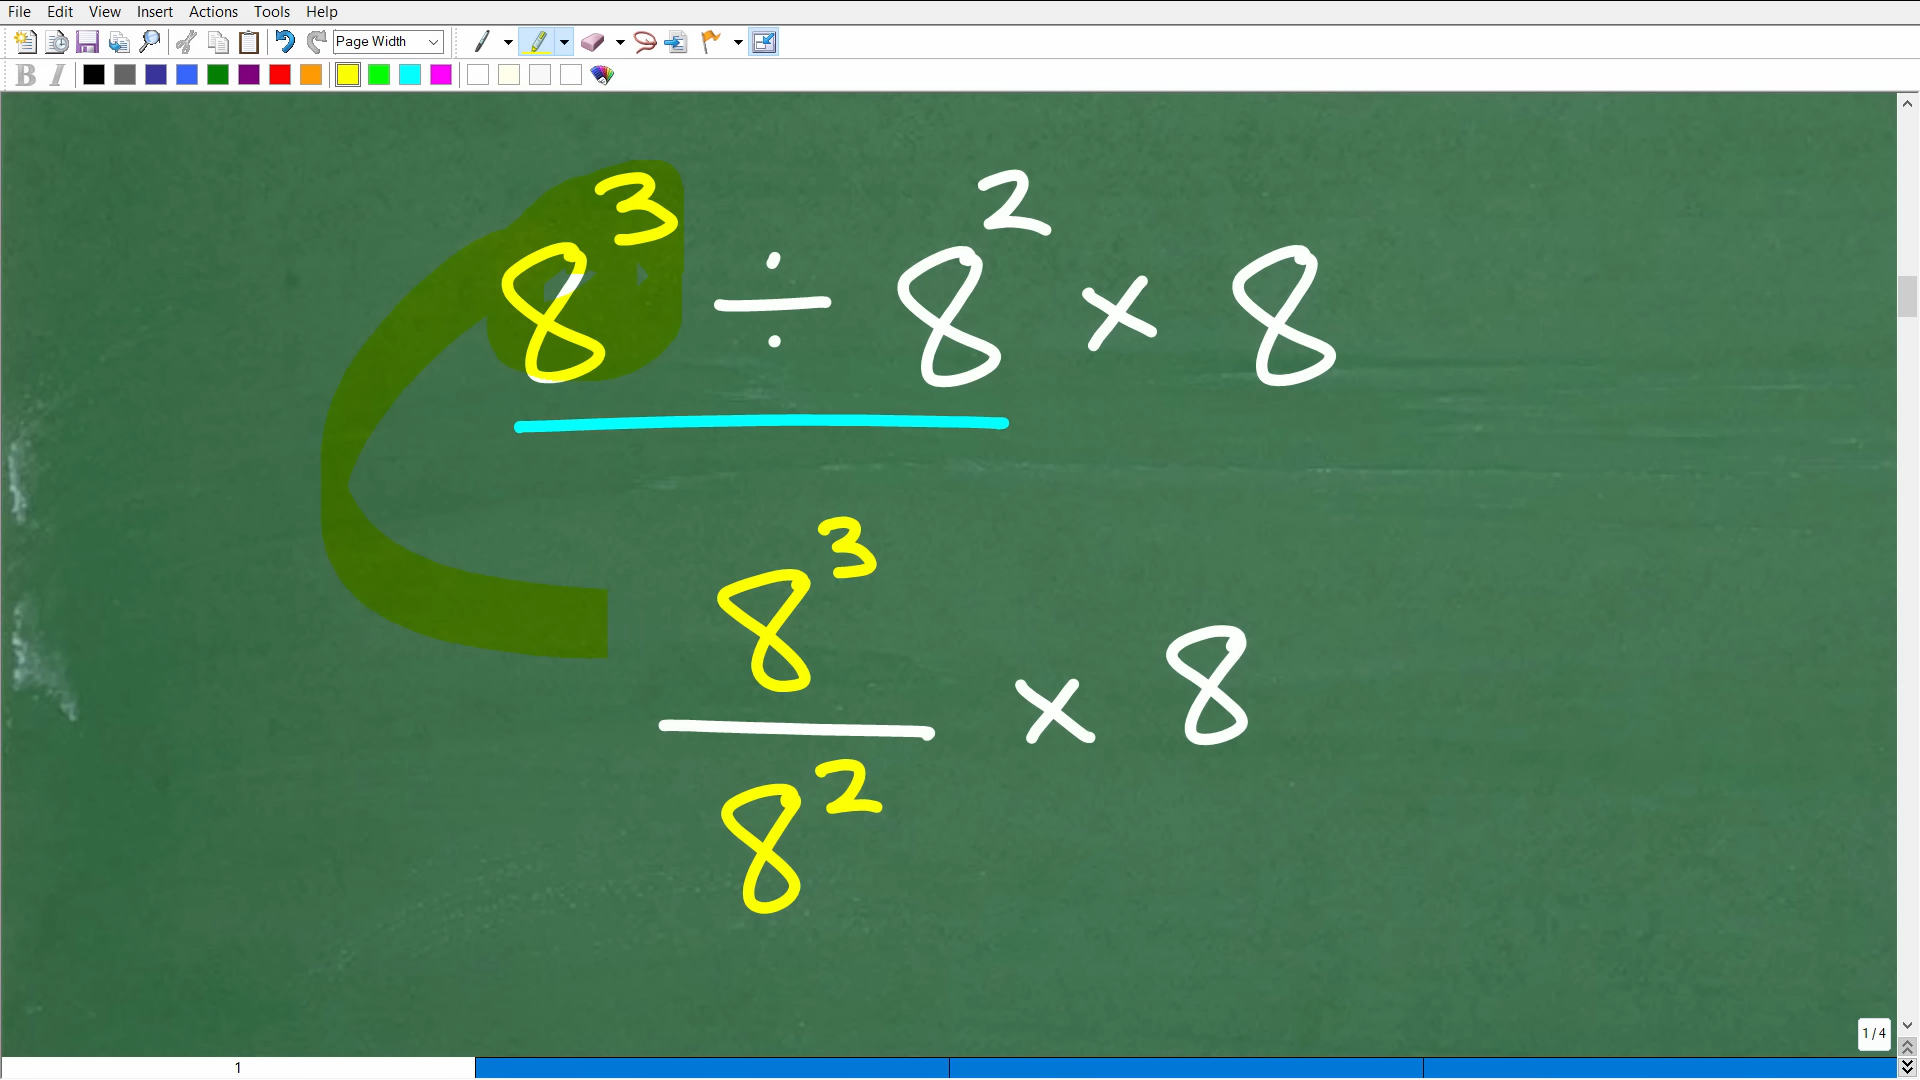 File Edit View Insert Actions Tools Help
Page Width
B I
8³ ÷ 8² × 8
8³
× 8
8²
1 / 4
1